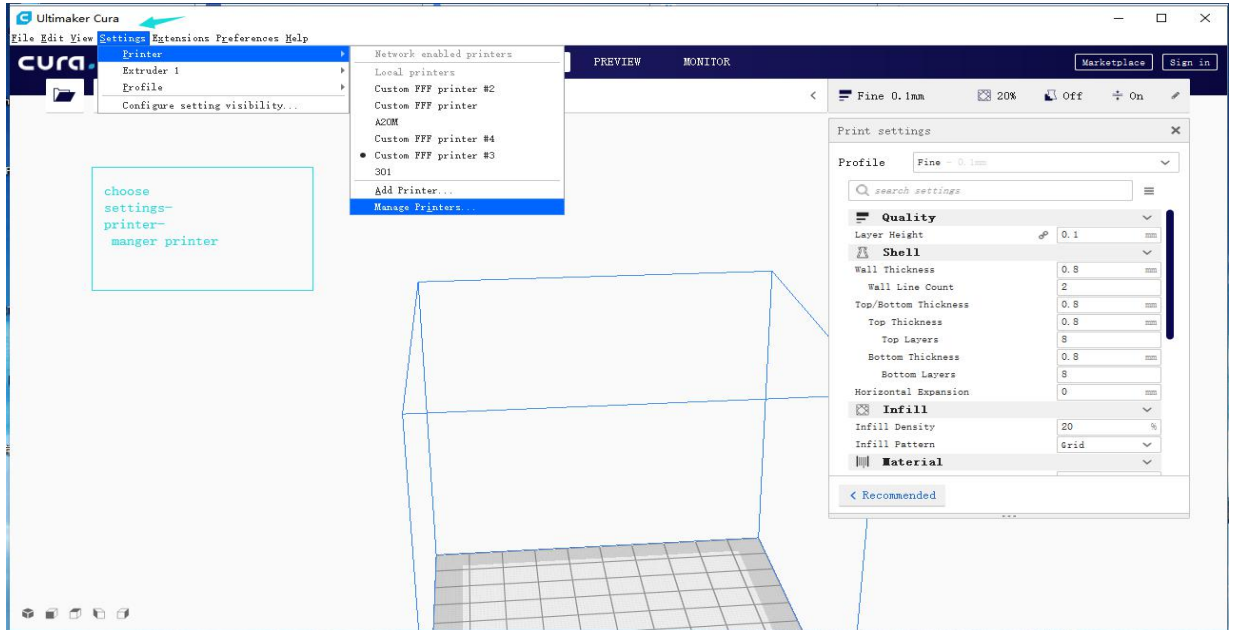 Ultimaker Cura
File Edit View Settings Extensions Preferences Help
cura.
PREVIEW
MONITOR
Marketplace
Sign in
Printer
Extruder 1
Profile
Configure setting visibility...
Network enabled printers
Local printers
Custom FFF printer #2
Custom FFF printer
A20M
Custom FFF printer #4
Custom FFF printer #3
301
Add Printer...
Manage Printers...
Fine 0.1mm 20% Off On
choose
settings-
printer-
manger printer
Print settings
Profile Fine - 0.1mm
search settings
Quality
Layer Height 0.1 mm
Shell
Wall Thickness 0.8 mm
Wall Line Count 2
Top/Bottom Thickness 0.8 mm
Top Thickness 0.8 mm
Top Layers 8
Bottom Thickness 0.8 mm
Bottom Layers 8
Horizontal Expansion 0 mm
Infill
Infill Density 20 %
Infill Pattern Grid
Material
Recommended